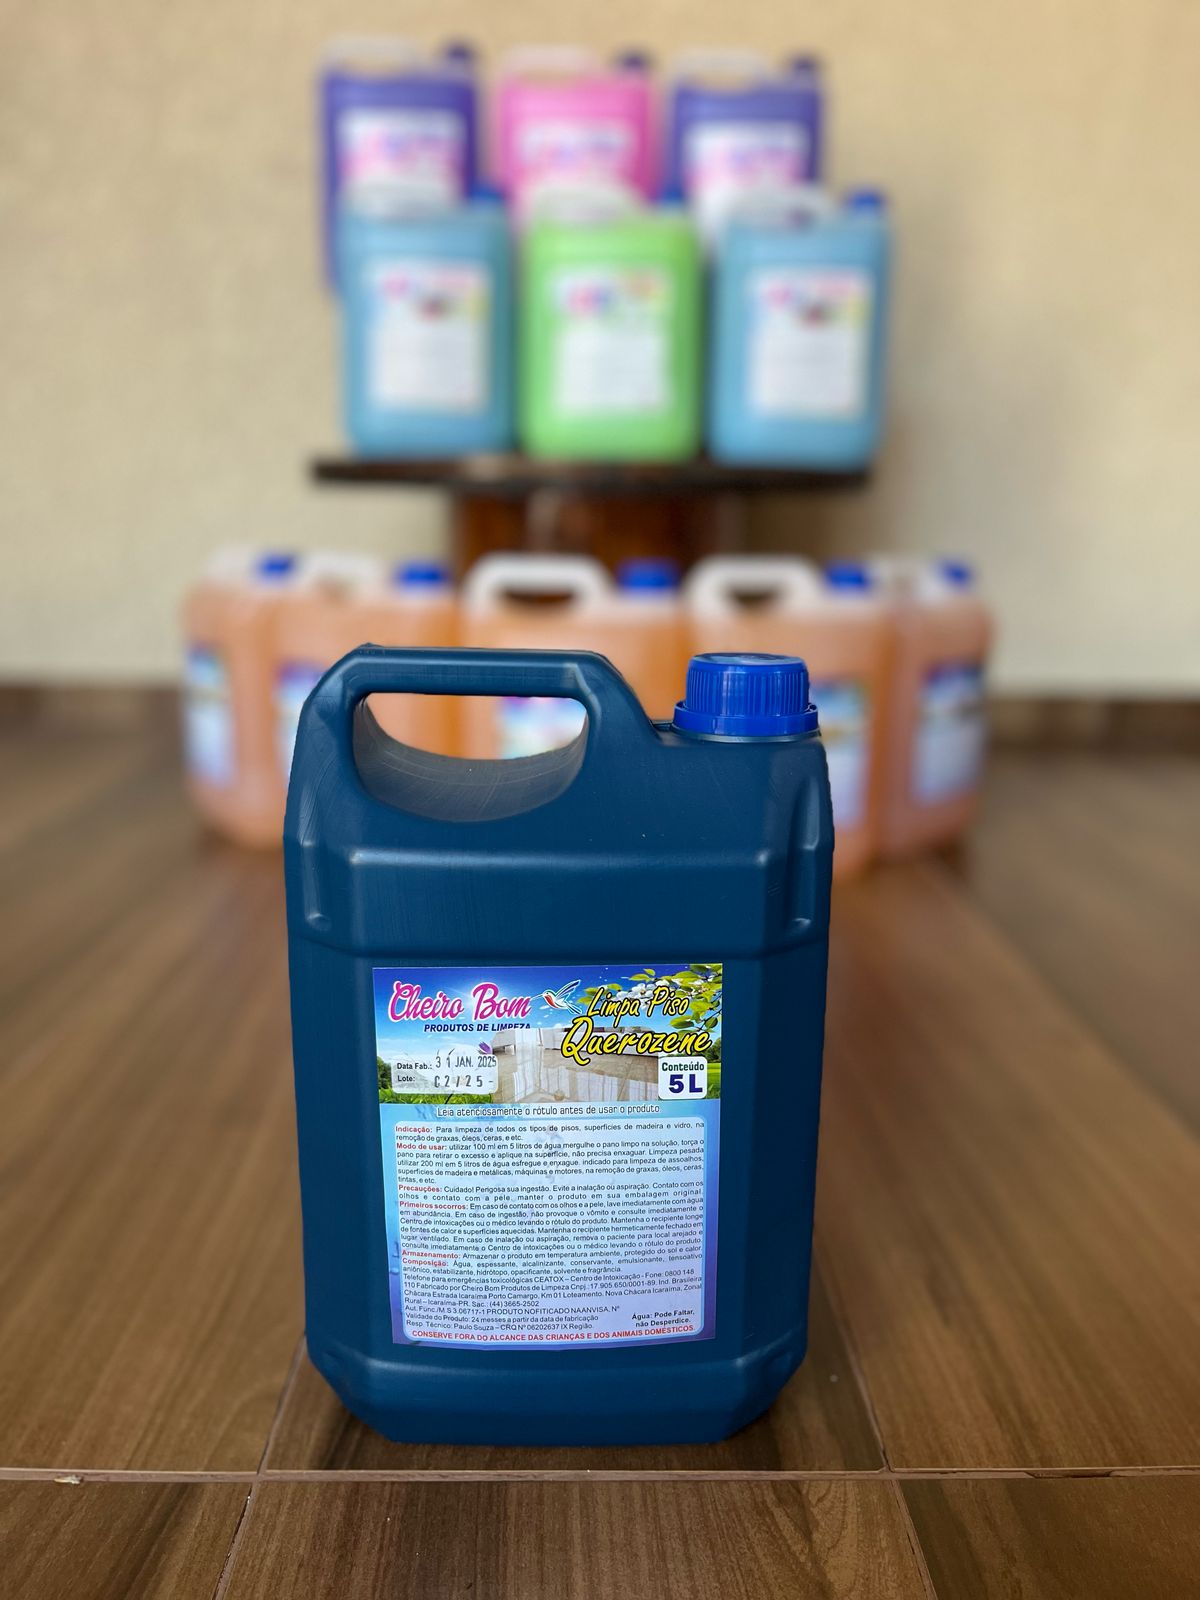 Cheiro Bom
PRODUTOS DE LIMPEZA
Limpa Piso
Querozene
Data Fab.: 31 JAN. 2025
Lote: 02/25-
Conteúdo
5L
Leia atenciosamente o rótulo antes de usar o produto.
Indicação: Para limpeza de todos os tipos de pisos, superfícies de madeira e vidro, na
remoção de graxas, óleos, ceras, e etc.
Modo de usar: utilizar 100 ml em 5 litros de água mergulhe o pano limpo na solução, torça o
pano para retirar o excesso e aplique na superfície, não precisa enxaguar. Limpeza pesada
utilizar 200 ml em 5 litros de água esfregue e enxague. indicado para limpeza de assoalhos,
superfícies de madeira e metálicas, máquinas e motores, na remoção de graxas, óleos, ceras,
tintas, e etc.
Precauções: Cuidado! Perigosa sua ingestão. Evite a inalação ou aspiração. Contato com os
olhos e contato com a pele, manter o produto em sua embalagem original.
Primeiros socorros: Em caso de contato com os olhos e a pele, lave imediatamente com água
em abundância. Em caso de ingestão, não provoque o vômito e consulte imediatamente o
Centro de intoxicações ou o médico levando o rótulo do produto. Mantenha o recipiente longe
de fontes de calor e superfícies aquecidas. Mantenha o recipiente hermeticamente fechado em
lugar ventilado. Em caso de inalação ou aspiração, remova o paciente para local arejado e
consulte imediatamente o Centro de intoxicações ou o médico levando o rótulo do produto.
Armazenamento: Armazenar o produto em temperatura ambiente, protegido do sol e calor.
Composição: Água, espessante, alcalinizante, conservante, emulsionante, tensoativo
aniônico, estabilizante, hidrótopo, opacificante, solvente e fragrância.
Telefone para emergências toxicológicas CEATOX – Centro de Intoxicação - Fone: 0800 148
110 Fabricado por Cheiro Bom Produtos de Limpeza Cnpj :17.905.650/0001-89. Ind. Brasileira
Chácara Estrada Icaraíma Porto Camargo, Km 01 Loteamento. Nova Chácara Icaraíma, Zona
Rural – Icaraíma-PR. Sac.: (44) 3665-2502
Aut. Func./M.S 3.06717-1 PRODUTO NOFITICADO NA ANVISA, Nº
Validade do Produto: 24 messes a partir da data de fabricação
Resp. Técnico: Paulo Souza – CRQ Nº 06202637 IX Região.
Água: Pode Faltar,
não Desperdice.
CONSERVE FORA DO ALCANCE DAS CRIANÇAS E DOS ANIMAIS DOMESTICOS.